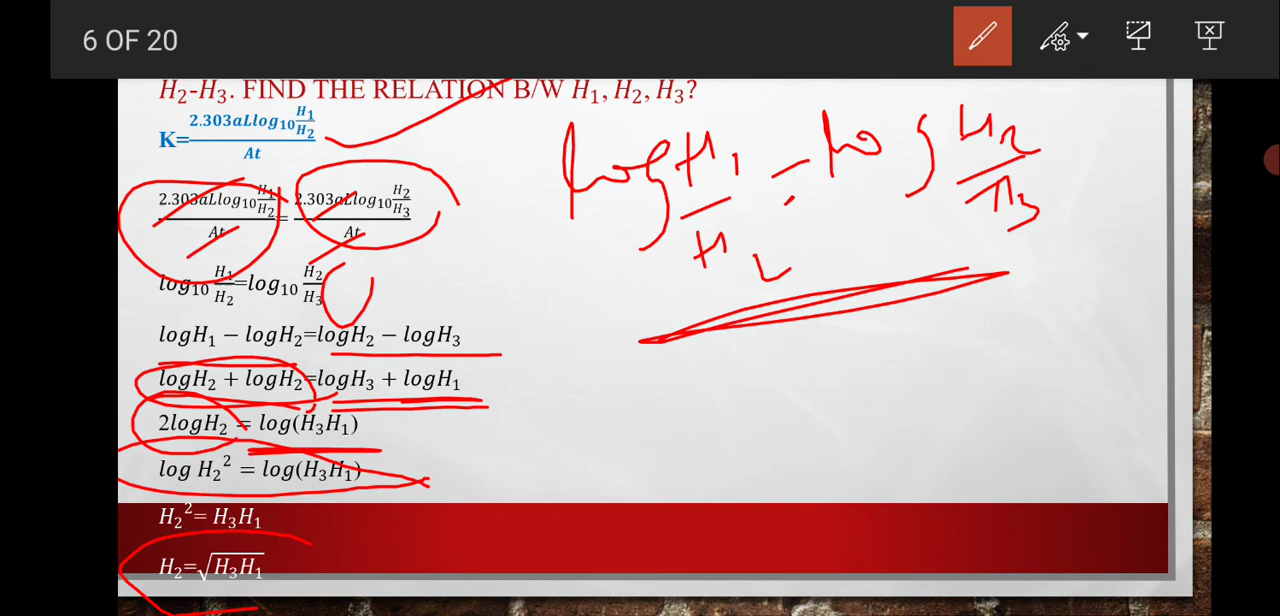 6 OF 20
H₂-H₃. FIND THE RELATION B/W H₁, H₂, H₃?
K=2.303aLlog₁₀ H₁/H₂ / At
2.303aLlog₁₀ H₁/H₂ / At = 2.303aLlog₁₀ H₂/H₃ / At
log₁₀ H₁/H₂=log₁₀ H₂/H₃
logH₁ − logH₂=logH₂ − logH₃
logH₂ + logH₂=logH₃ + logH₁
2logH₂ = log(H₃H₁)
log H₂² = log(H₃H₁)
H₂²= H₃H₁
H₂=√H₃H₁
log H₁/H₂ = log H₂/H₃